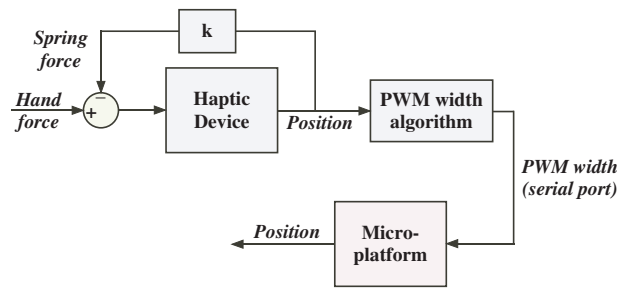 k
Spring
force
−
Hand
force
+
Haptic
Device
Position
PWM width
algorithm
PWM width
(serial port)
Position
Micro-
platform